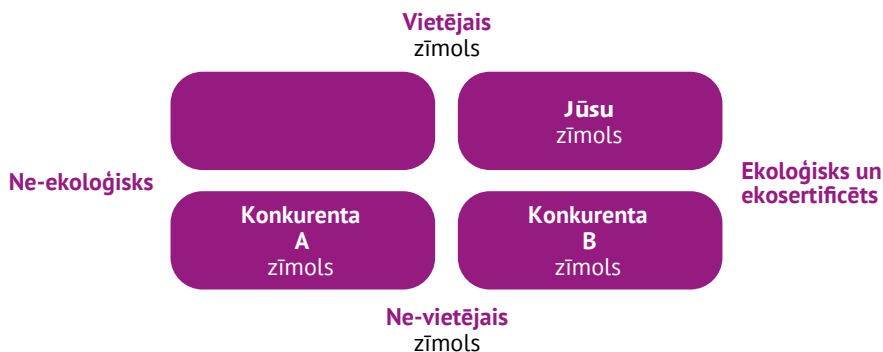 Vietējais
zīmols
Jūsu
zīmols
Ne-ekoloģisks
Ekoloģisks un
ekosertificēts
Konkurenta
A
zīmols
Konkurenta
B
zīmols
Ne-vietējais
zīmols